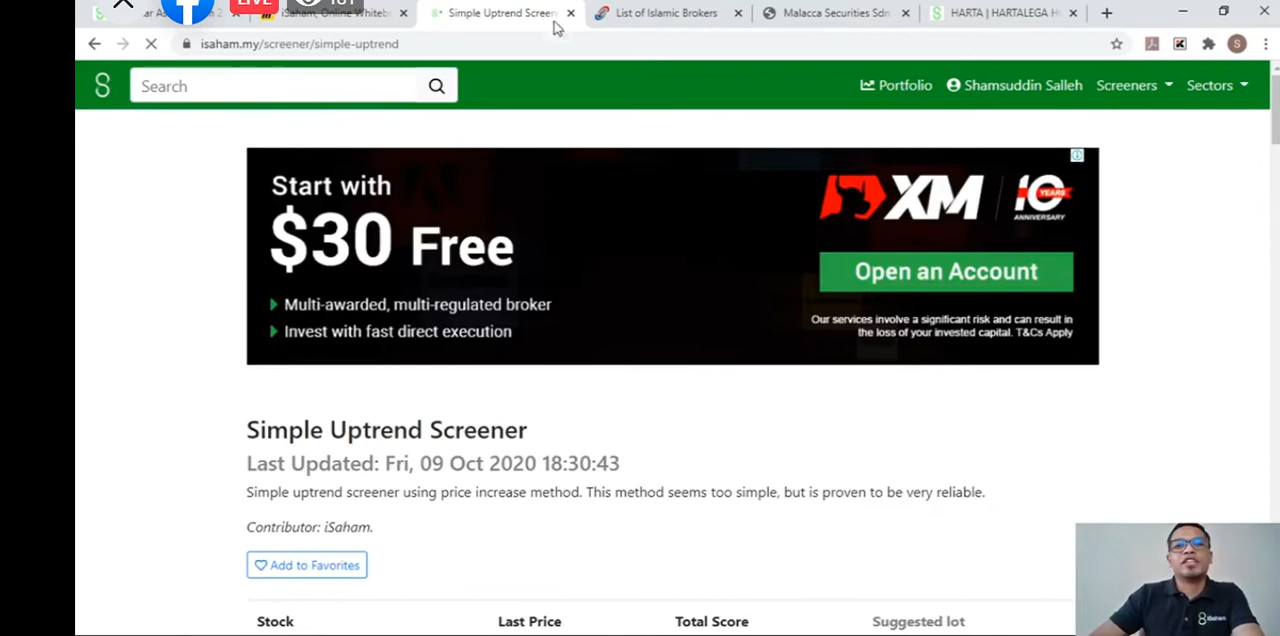 LIVE
181
iSaham, Online Whiteb
Simple Uptrend Screen
List of Islamic Brokers
Malacca Securities Sdn
HARTA | HARTALEGA H
isaham.my/screener/simple-uptrend
S
Search
Portfolio
Shamsuddin Salleh
Screeners
Sectors
Start with
$30 Free
Multi-awarded, multi-regulated broker
Invest with fast direct execution
XM
10
YEARS
ANNIVERSARY
Open an Account
Our services involve a significant risk and can result in
the loss of your invested capital. T&Cs Apply
Simple Uptrend Screener
Last Updated: Fri, 09 Oct 2020 18:30:43
Simple uptrend screener using price increase method. This method seems too simple, but is proven to be very reliable.
Contributor: iSaham.
Add to Favorites
Stock Last Price Total Score Suggested lot
iSaham